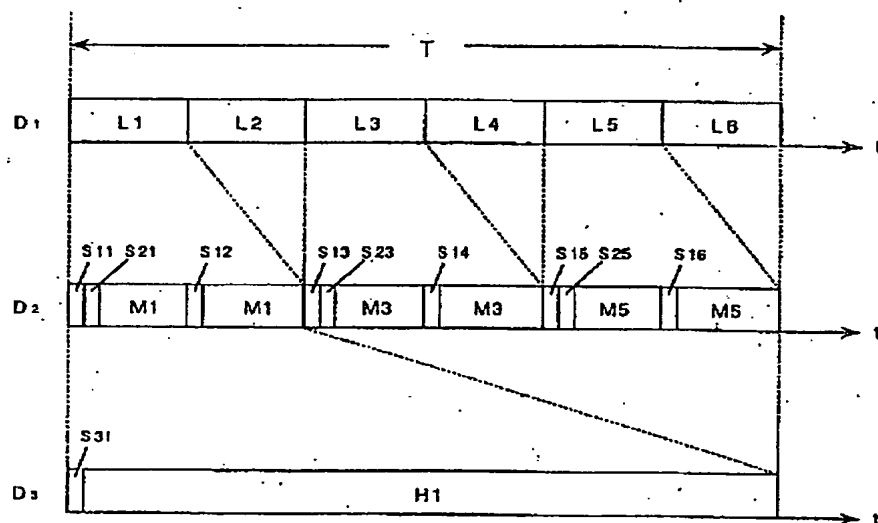 T
D1 L1 L2 L3 L4 L5 L6 t
S11 S21 S12 S13 S23 S14 S15 S25 S16
D2 M1 M1 M3 M3 M5 M5 t
S31
D3 H1 t